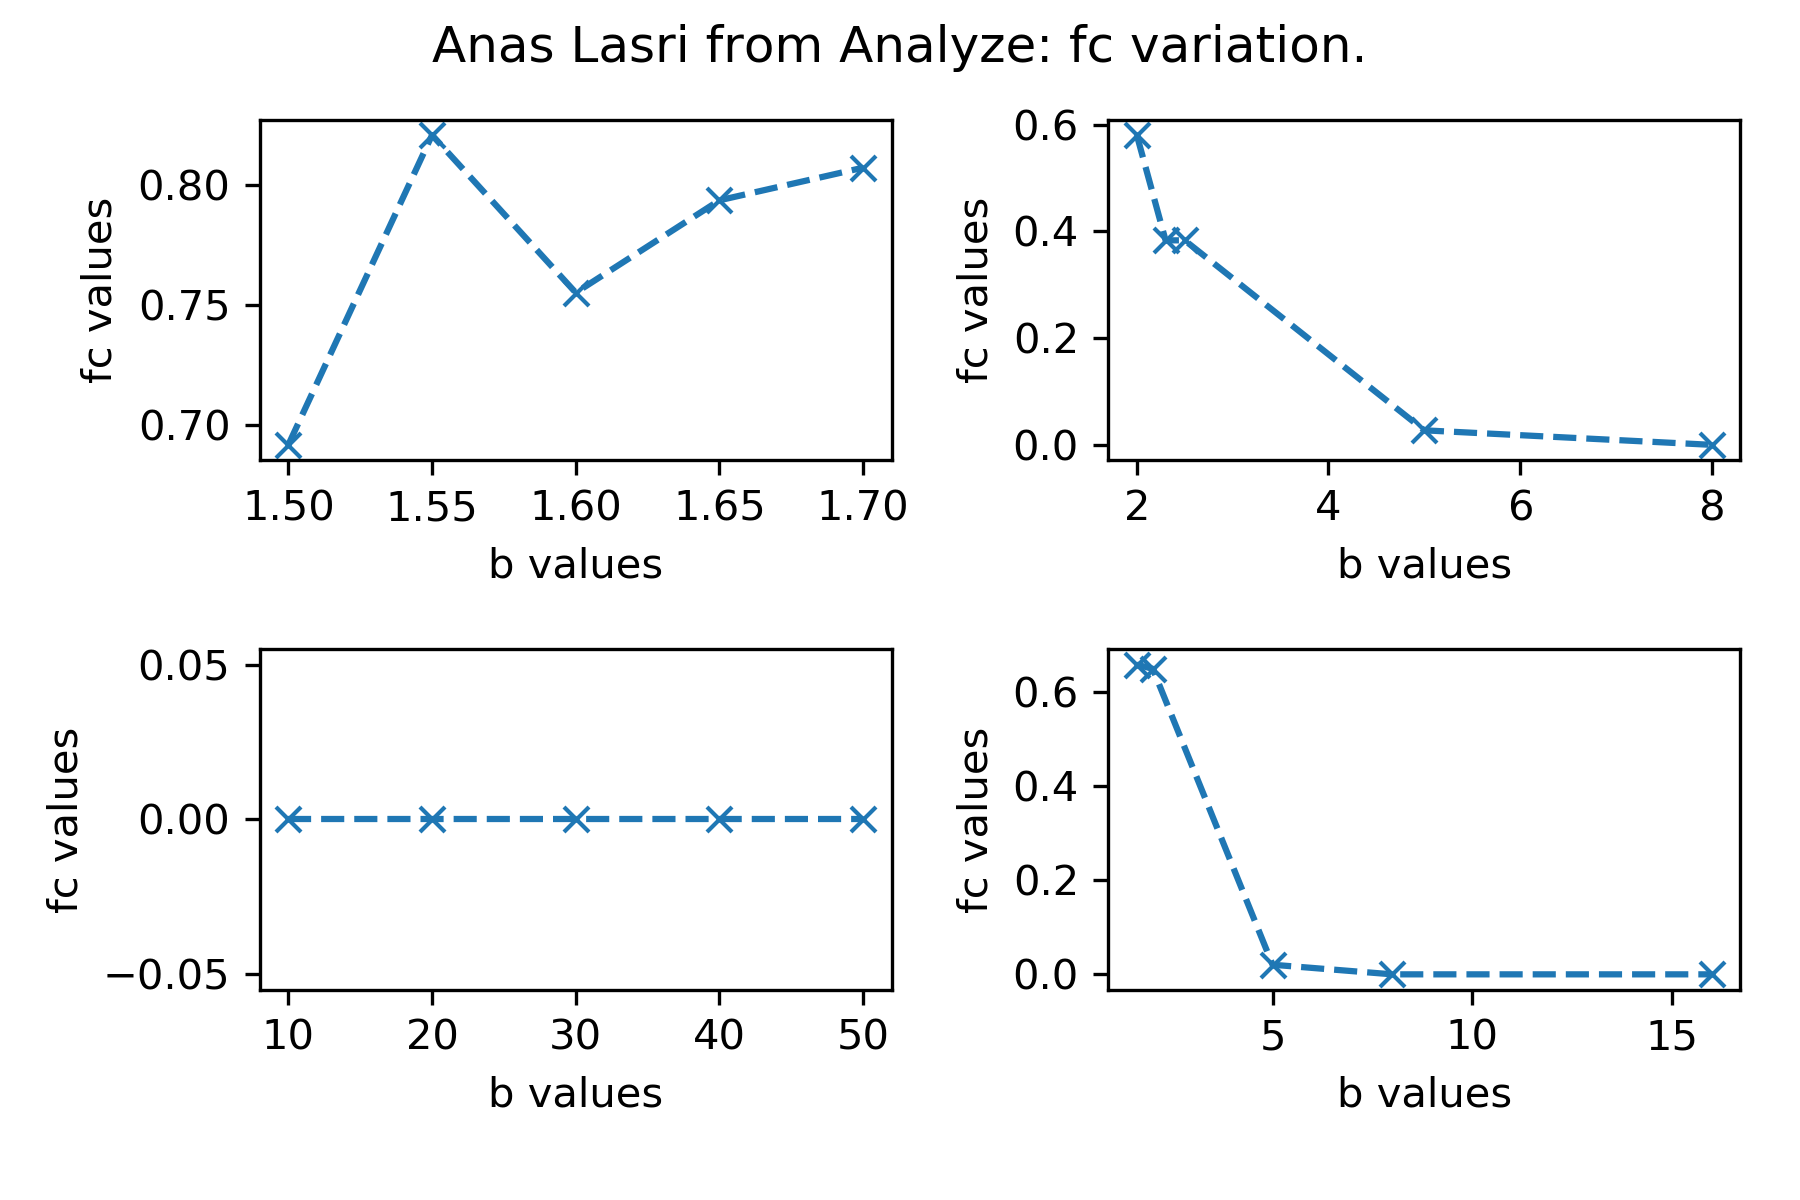 Anas Lasri from Analyze: fc variation.
fc values
0.80
0.75
0.70
1.50 1.55 1.60 1.65 1.70
b values
fc values
0.6
0.4
0.2
0.0
2 4 6 8
b values
fc values
0.05
0.00
−0.05
10 20 30 40 50
b values
fc values
0.6
0.4
0.2
0.0
5 10 15
b values